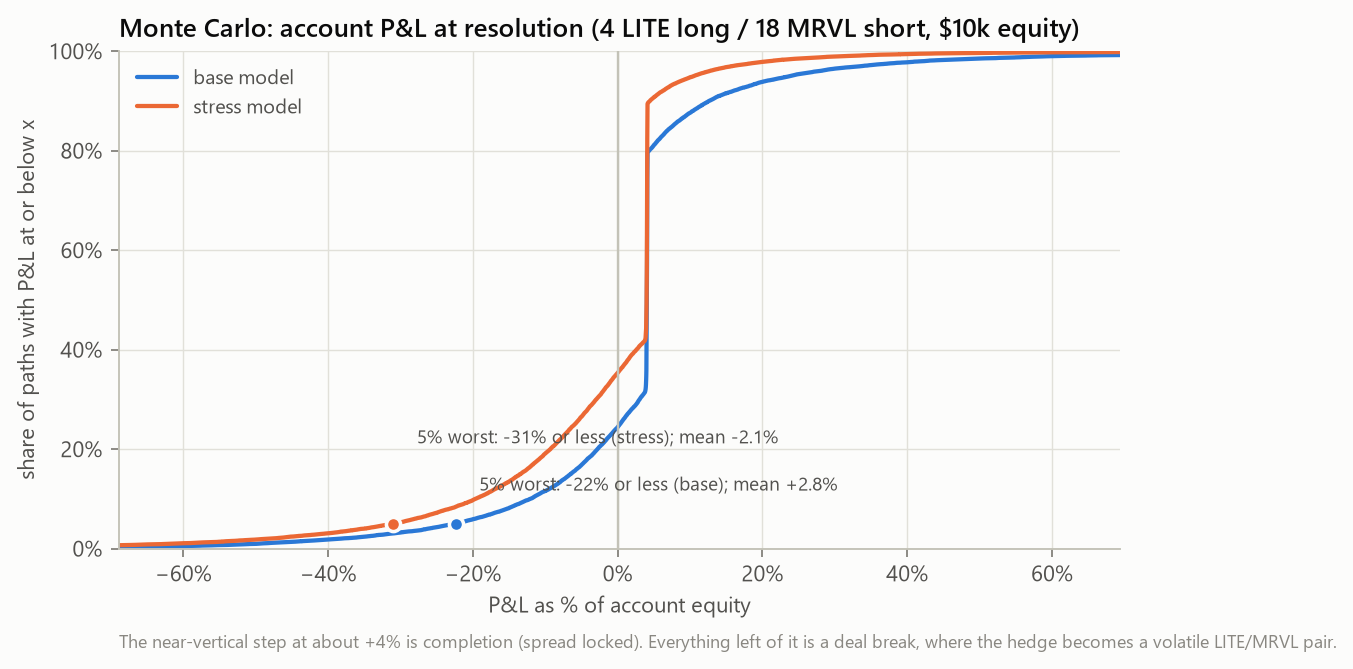 Monte Carlo: account P&L at resolution (4 LITE long / 18 MRVL short, $10k equity)
base model
stress model
share of paths with P&L at or below x
100%
80%
60%
40%
20%
0%
5% worst: -31% or less (stress); mean -2.1%
5% worst: -22% or less (base); mean +2.8%
−60%
−40%
−20%
0%
20%
40%
60%
P&L as % of account equity
The near-vertical step at about +4% is completion (spread locked). Everything left of it is a deal break, where the hedge becomes a volatile LITE/MRVL pair.